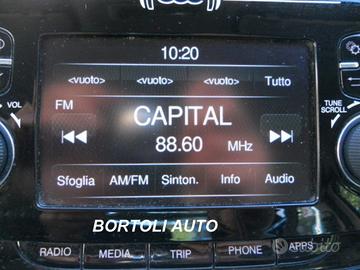 10:20
<vuoto> <vuoto> <vuoto> Tutto
FM
CAPITAL
88.60 MHz
VOL
TUNE
SCROLL
Sfoglia AM/FM Sinton. Info Audio
BORTOLI AUTO
RADIO MEDIA TRIP PHONE APPS